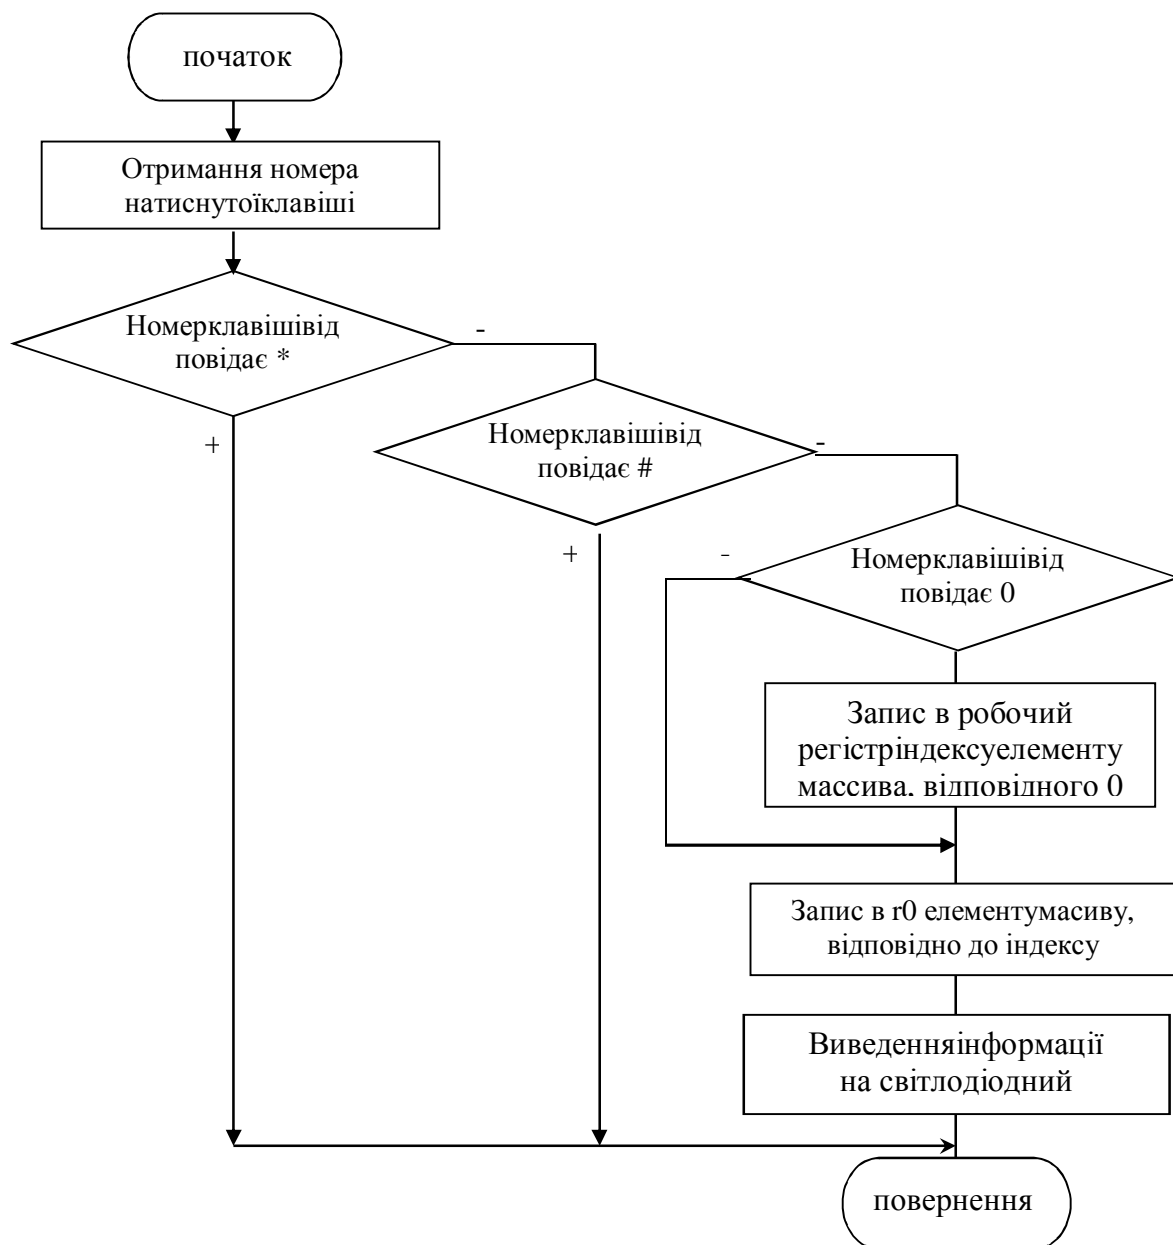 початок
Отримання номера
натиснутоїклавіші
Номерклавішівід
повідає *
-
+
Номерклавішівід
повідає #
-
+
Номерклавішівід
повідає 0
-
Запис в робочий
регістріндексуелементу
массива, відповідного 0
Запис в r0 елементумасиву,
відповідно до індексу
Виведенняінформації
на світлодіодний
повернення